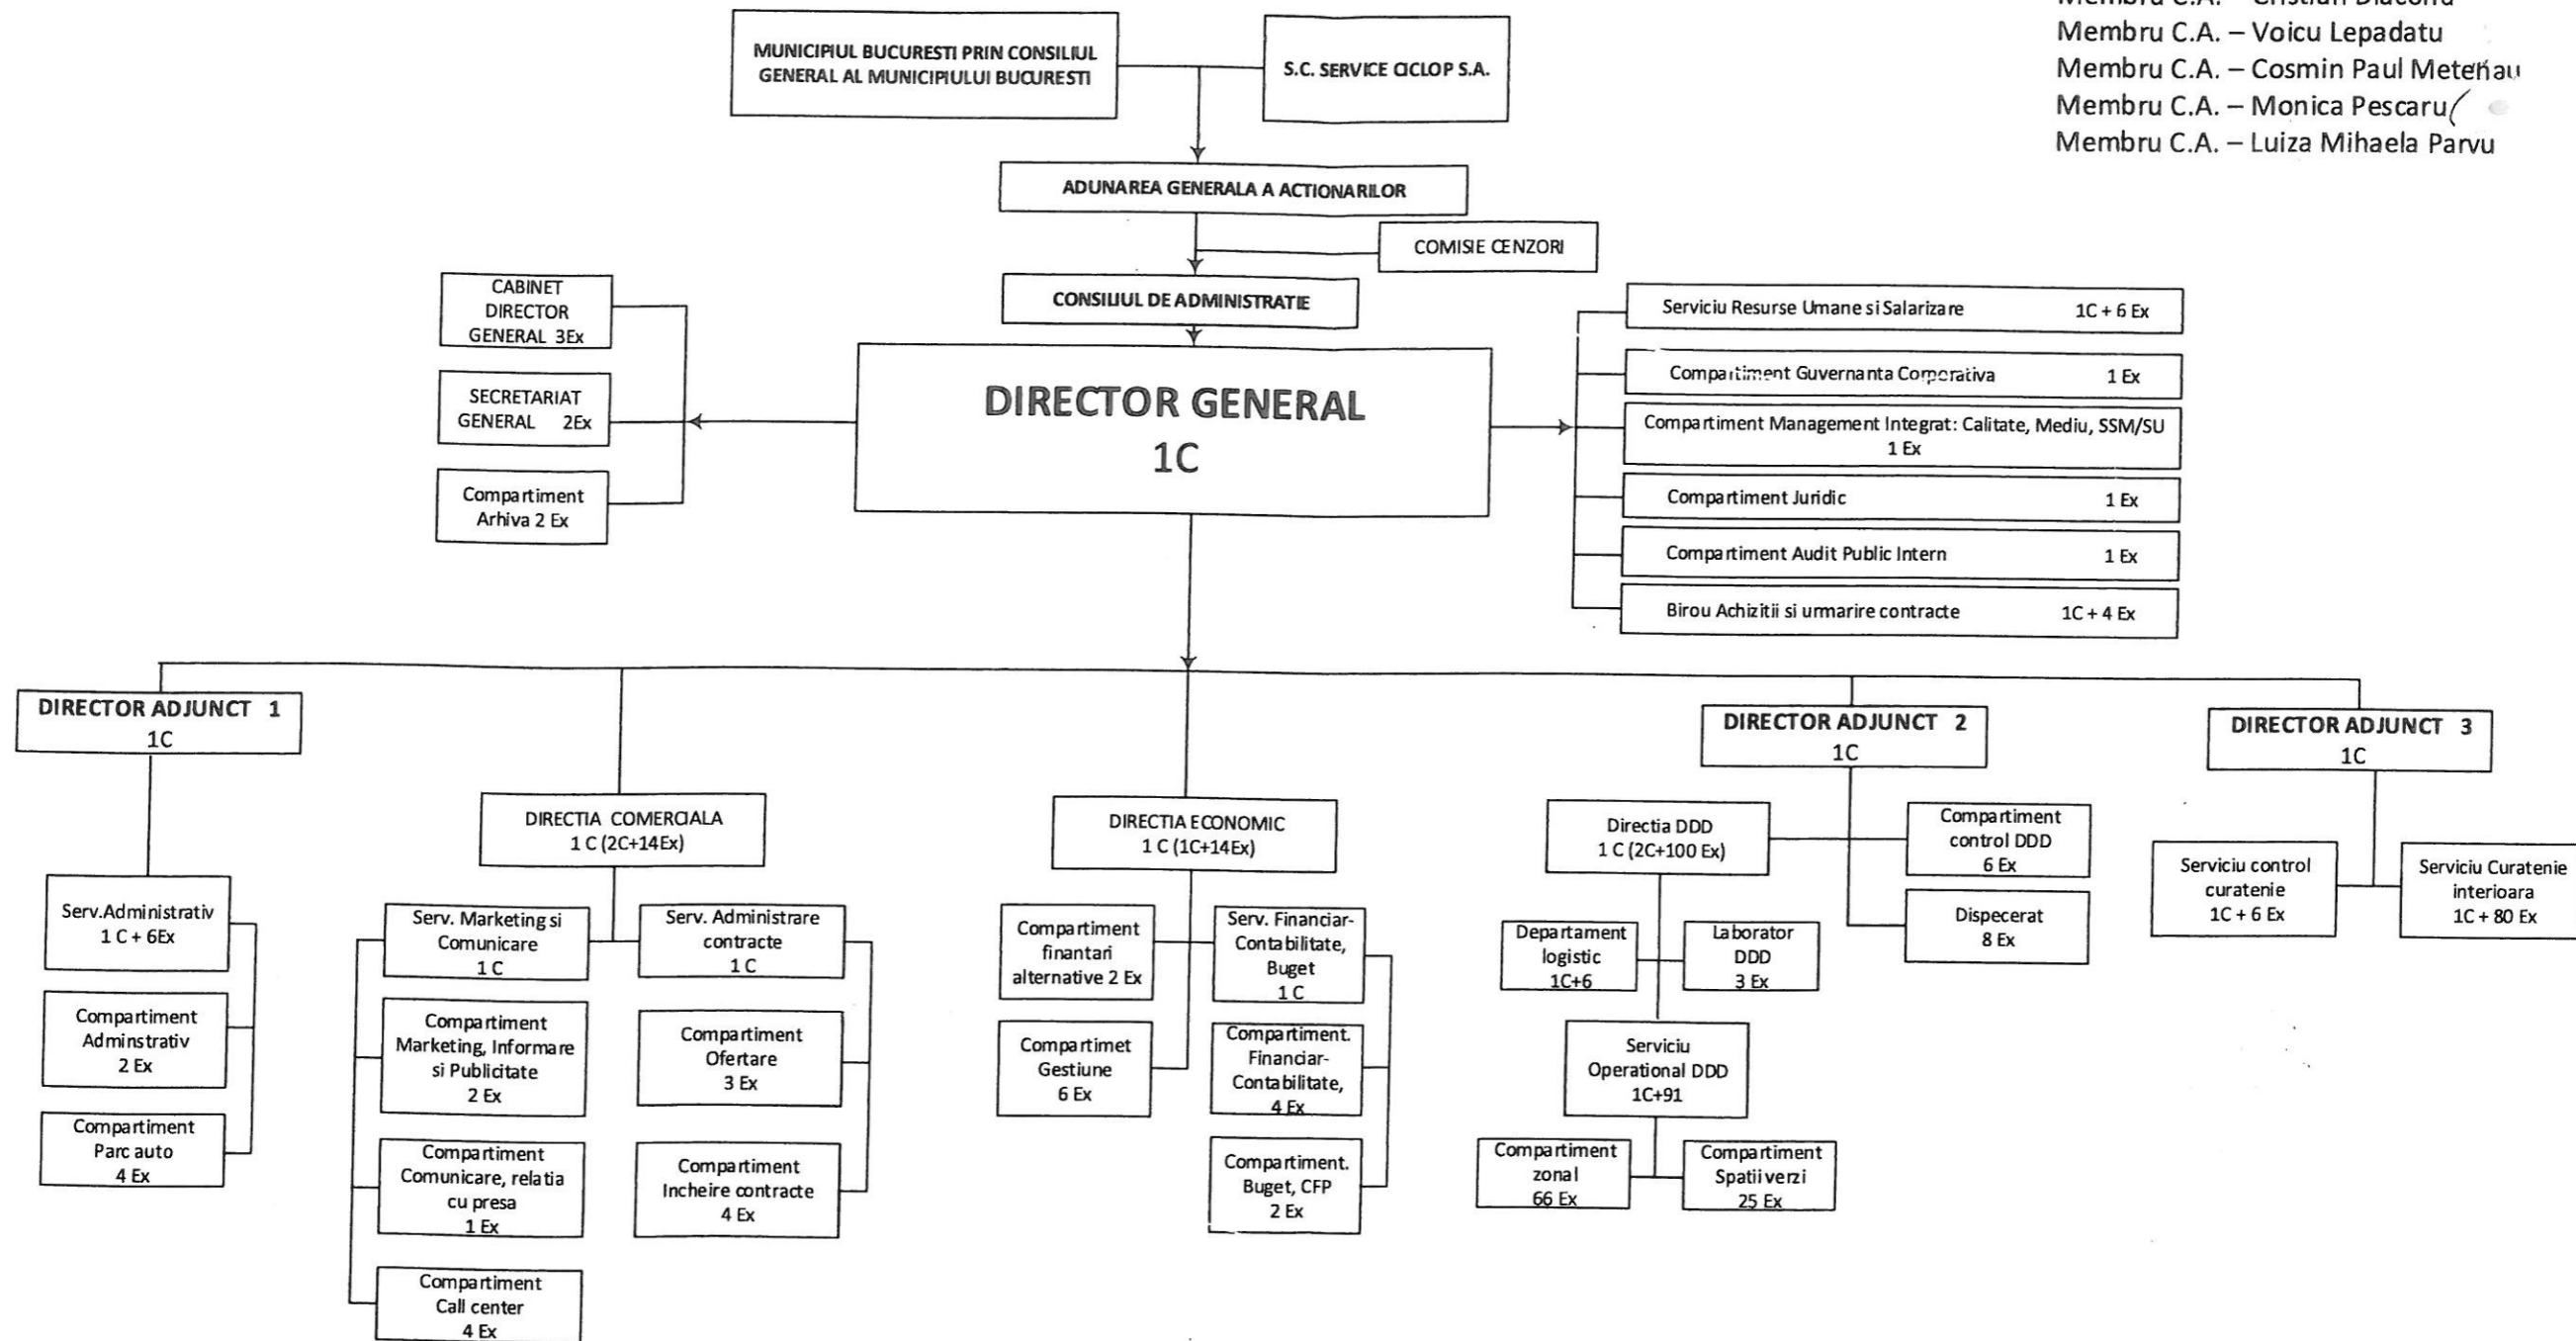 Membru C.A. – Cristian Diaconu
Membru C.A. – Voicu Lepadatu
Membru C.A. – Cosmin Paul
Membru C.A. – Monica Pescaru
Membru C.A. – Luiza Mihaela Parvu
MUNICIPIUL BUCURESTI PRIN CONSILIUL
GENERAL AL MUNICIPIULUI BUCURESTI
S.C. SERVICE CICLOP S.A.
ADUNAREA GENERALA A ACTIONARILOR
COMISIE CENZORI
CONSILIUL DE ADMINISTRATIE
CABINET
DIRECTOR
GENERAL 3Ex
SECRETARIAT
GENERAL 2Ex
Compartiment
Arhiva 2 Ex
DIRECTOR GENERAL
1C
Serviciu Resurse Umane si Salarizare 1C + 6 Ex
Compartiment Guvernanta Corporativa 1 Ex
Compartiment Management Integrat: Calitate, Mediu, SSM/SU
1 Ex
Compartiment Juridic 1 Ex
Compartiment Audit Public Intern 1 Ex
Birou Achizitii si urmarire contracte 1C + 4 Ex
DIRECTOR ADJUNCT 1
1C
Serv.Administrativ
1 C + 6Ex
Compartiment
Adminstrativ
2 Ex
Compartiment
Parc auto
4 Ex
DIRECTIA COMERCIALA
1 C (2C+14Ex)
Serv. Marketing si
Comunicare
1 C
Compartiment
Marketing, Informare
si Publicitate
2 Ex
Compartiment
Comunicare, relatia
cu presa
1 Ex
Compartiment
Call center
4 Ex
Serv. Administrare
contracte
1 C
Compartiment
Ofertare
3 Ex
Compartiment
Incheire contracte
4 Ex
DIRECTIA ECONOMIC
1 C (1C+14Ex)
Compartiment
finantari
alternative 2 Ex
Compartimet
Gestiune
6 Ex
Serv. Financiar-
Contabilitate,
Buget
1 C
Compartiment.
Financiar-
Contabilitate,
4 Ex
Compartiment.
Buget, CFP
2 Ex
DIRECTOR ADJUNCT 2
1C
Directia DDD
1 C (2C+100 Ex)
Compartiment
control DDD
6 Ex
Dispecerat
8 Ex
Departament
logistic
1C+6
Laborator
DDD
3 Ex
Serviciu
Operational DDD
1C+91
Compartiment
zonal
66 Ex
Compartiment
Spatii verzi
25 Ex
DIRECTOR ADJUNCT 3
1C
Serviciu control
curatenie
1C + 6 Ex
Serviciu Curatenie
interioara
1C + 80 Ex